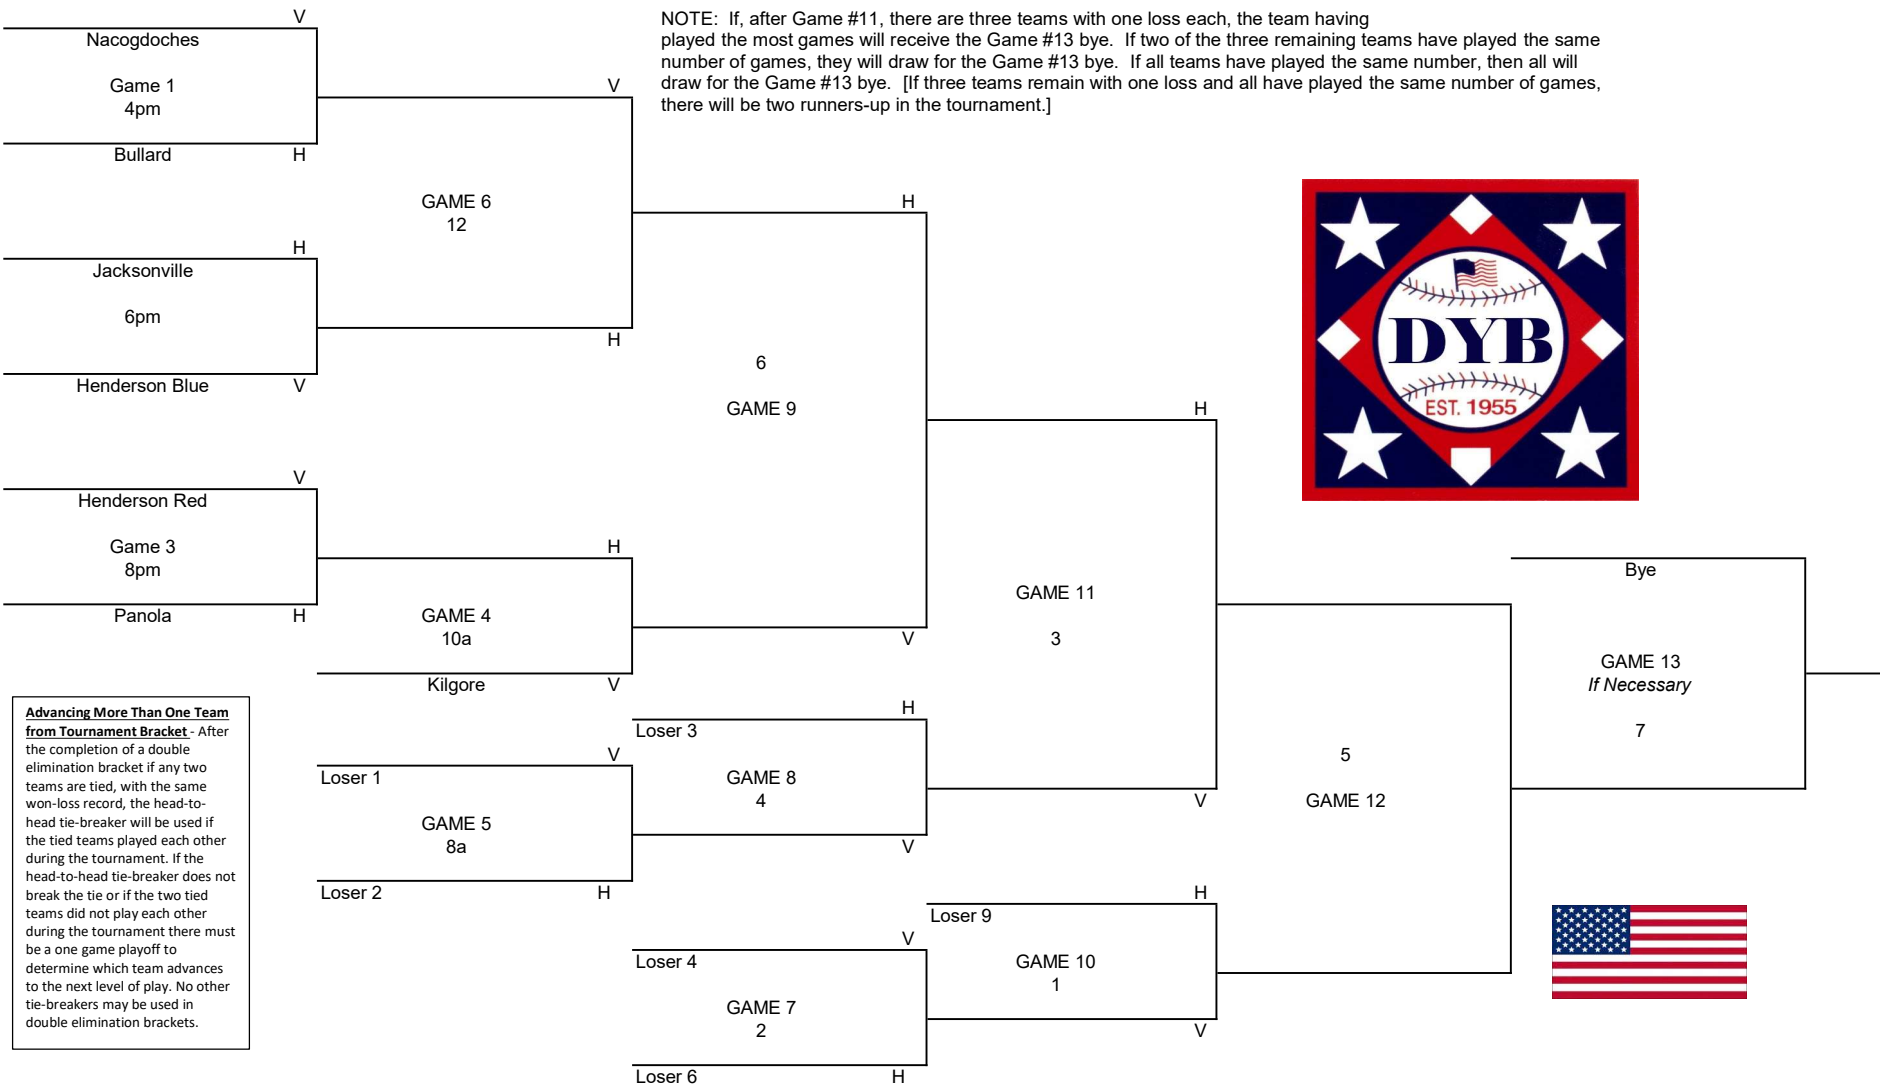 V
Nacogdoches
Game 1
4pm
Bullard
H
NOTE:  If, after Game #11, there are three teams with one loss each, the team having
played the most games will receive the Game #13 bye.  If two of the three remaining teams have played the same
number of games, they will draw for the Game #13 bye.  If all teams have played the same number, then all will
draw for the Game #13 bye.  [If three teams remain with one loss and all have played the same number of games,
there will be two runners-up in the tournament.]
V
GAME 6
12
H
H
Jacksonville
6pm
Henderson Blue
V
H
6
GAME 9
V
DYB
EST. 1955
V
Henderson Red
Game 3
8pm
Panola
H
H
GAME 4
10a
Kilgore
V
H
GAME 11
3
V
Bye
GAME 13
If Necessary
7
Advancing More Than One Team
from Tournament Bracket - After
the completion of a double
elimination bracket if any two
teams are tied, with the same
won-loss record, the head-to-
head tie-breaker will be used if
the tied teams played each other
during the tournament. If the
head-to-head tie-breaker does not
break the tie or if the two tied
teams did not play each other
during the tournament there must
be a one game playoff to
determine which team advances
to the next level of play. No other
tie-breakers may be used in
double elimination brackets.
H
Loser 3
GAME 8
4
V
V
Loser 1
GAME 5
8a
Loser 2
H
5
GAME 12
H
Loser 9
GAME 10
1
V
V
Loser 4
GAME 7
2
Loser 6
H